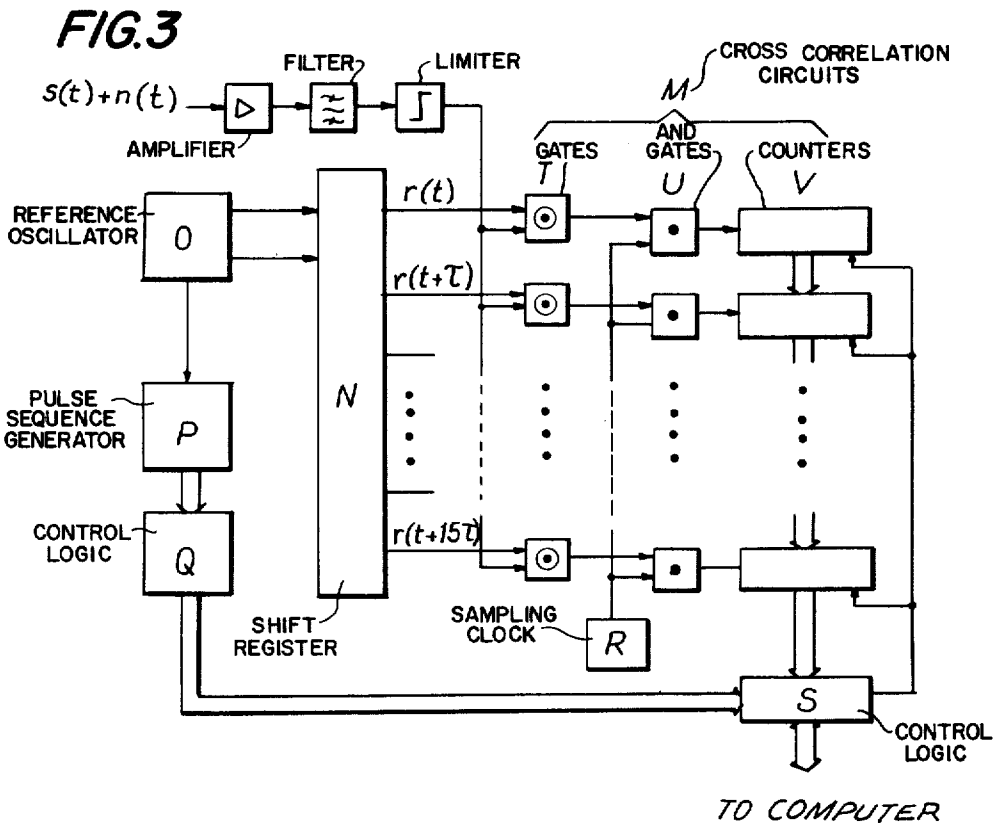 FIG.3
s(t)+n(t)
AMPLIFIER
FILTER
LIMITER
M
CROSS CORRELATION
CIRCUITS
GATES
T
AND
GATES
U
COUNTERS
V
REFERENCE
OSCILLATOR
O
r(t)
r(t+τ)
PULSE
SEQUENCE
GENERATOR
P
N
CONTROL
LOGIC
Q
r(t+15τ)
SHIFT
REGISTER
SAMPLING
CLOCK
R
S
CONTROL
LOGIC
TO COMPUTER